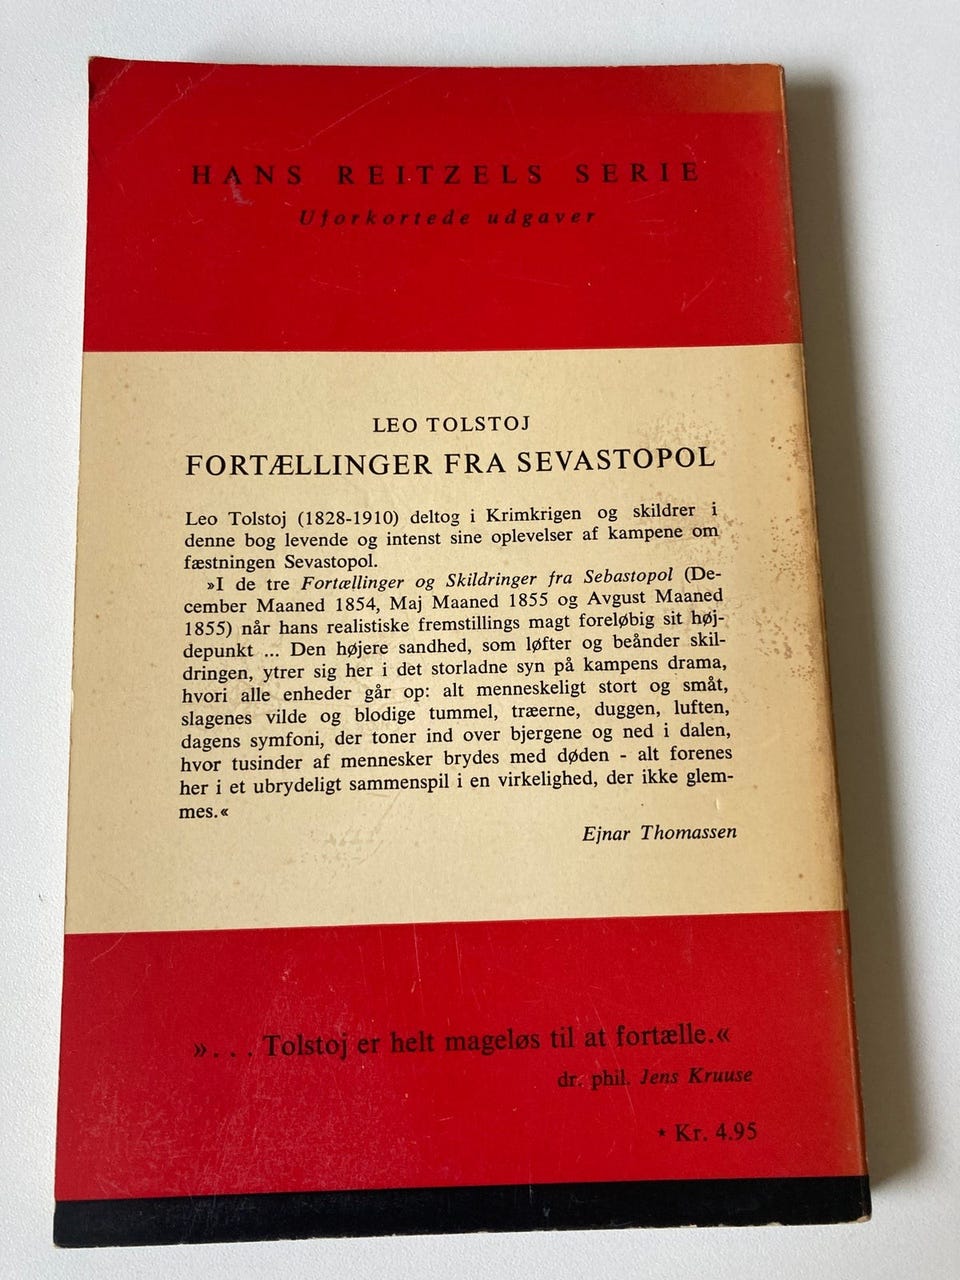 HANS REITZELS SERIE
Uforkortede udgaver
LEO TOLSTOJ
FORTÆLLINGER FRA SEVASTOPOL
Leo Tolstoj (1828-1910) deltog i Krimkrigen og skildrer i
denne bog levende og intenst sine oplevelser af kampene om
fæstningen Sevastopol.
»I de tre Fortællinger og Skildringer fra Sebastopol (De-
cember Maaned 1854, Maj Maaned 1855 og Avgust Maaned
1855) når hans realistiske fremstillings magt foreløbig sit høj-
depunkt ... Den højere sandhed, som løfter og beånder skil-
dringen, ytrer sig her i det storladne syn på kampens drama,
hvori alle enheder går op: alt menneskeligt stort og småt,
slagenes vilde og blodige tummel, træerne, duggen, luften,
dagens symfoni, der toner ind over bjergene og ned i dalen,
hvor tusinder af mennesker brydes med døden - alt forenes
her i et ubrydeligt sammenspil i en virkelighed, der ikke glem-
mes.«
Ejnar Thomassen
»... Tolstoj er helt mageløs til at fortælle.«
dr. phil. Jens Kruuse
* Kr. 4.95